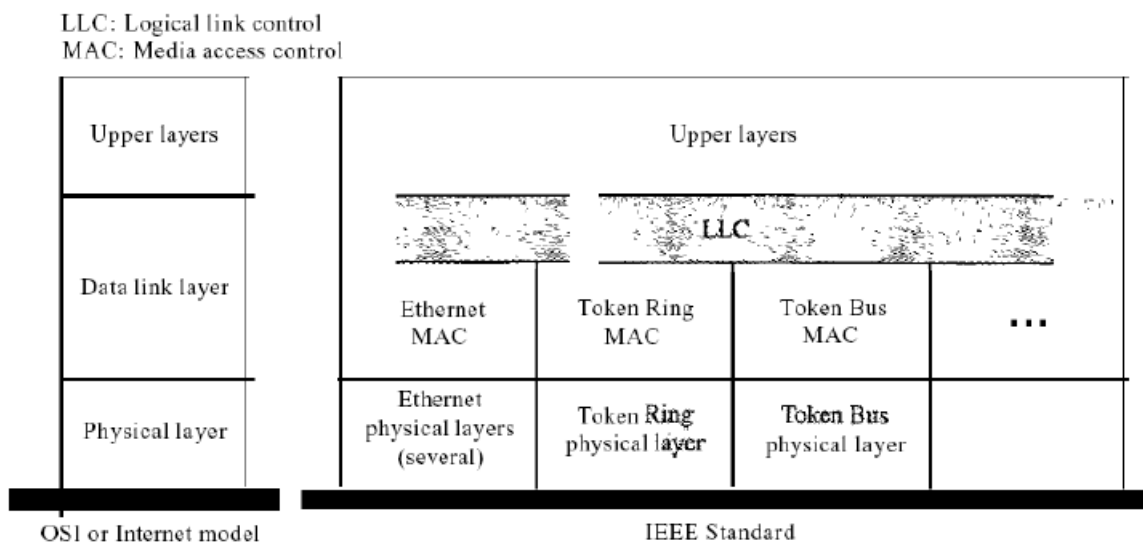 LLC: Logical link control
MAC: Media access control
Upper layers
Data link layer
Physical layer
OSI or Internet model
Upper layers
LLC
Ethernet
MAC
Token Ring
MAC
Token Bus
MAC
...
Ethernet
physical layers
(several)
Token Ring
physical layer
Token Bus
physical layer
IEEE Standard